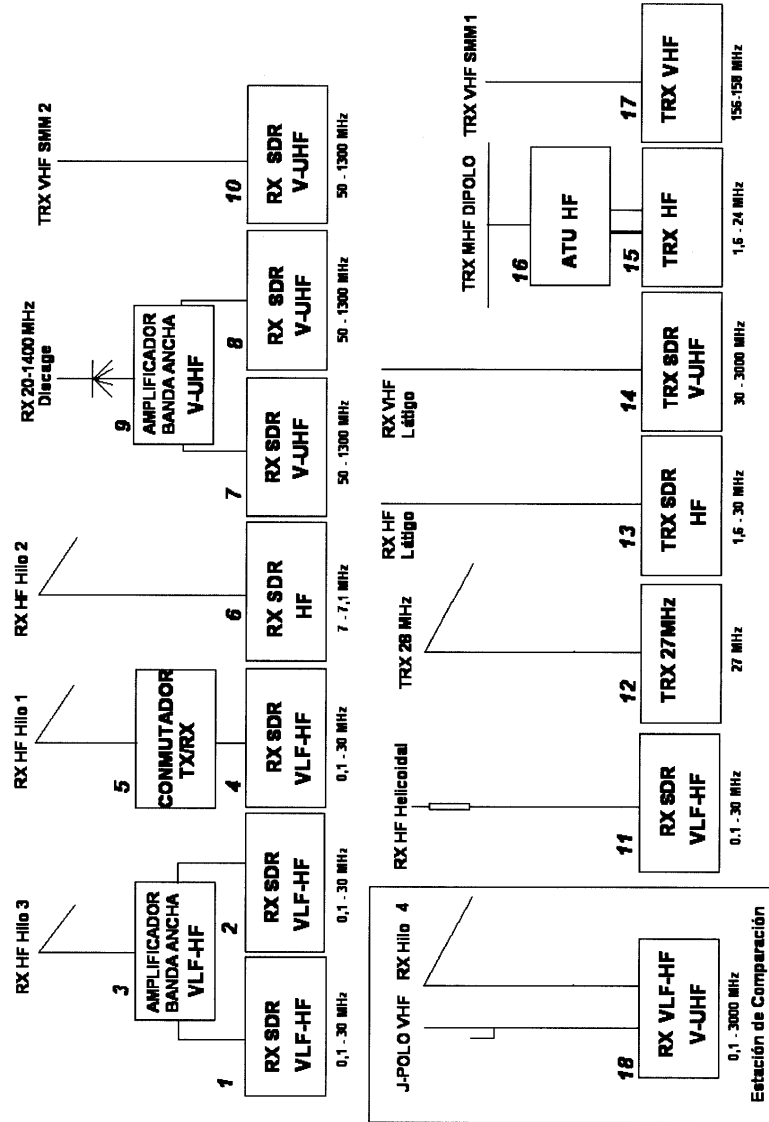 RX HF Hilo 3
3
AMPLIFICADOR
BANDA ANCHA
VLF-HF
1
RX SDR
VLF-HF
0,1 - 30 MHz
2
RX SDR
VLF-HF
0,1 - 30 MHz
RX HF Hilo 1
5
CONMUTADOR
TX/RX
4
RX SDR
VLF-HF
0,1 - 30 MHz
RX HF Hilo 2
6
RX SDR
HF
7 - 7,1 MHz
RX 20-1400 MHz
Discage
9
AMPLIFICADOR
BANDA ANCHA
V-UHF
7
RX SDR
V-UHF
50 - 1300 MHz
8
RX SDR
V-UHF
50 - 1300 MHz
TRX VHF SMM 2
10
RX SDR
V-UHF
50 - 1300 MHz
J-POLO VHF
RX Hilo 4
18
RX VLF-HF
V-UHF
0,1 - 3000 MHz
Estación de Comparación
RX HF Helicoidal
11
RX SDR
VLF-HF
0.1 - 30 MHz
TRX 28 MHz
12
TRX 27MHz
27 MHz
RX HF
Látigo
13
TRX SDR
HF
1,6 - 30 MHz
RX VHF
Látigo
14
TRX SDR
V-UHF
30 - 3000 MHz
TRX MHF DIPOLO
16
ATU HF
15
TRX HF
1,6 - 24 MHz
TRX VHF SMM 1
17
TRX VHF
156-158 MHz